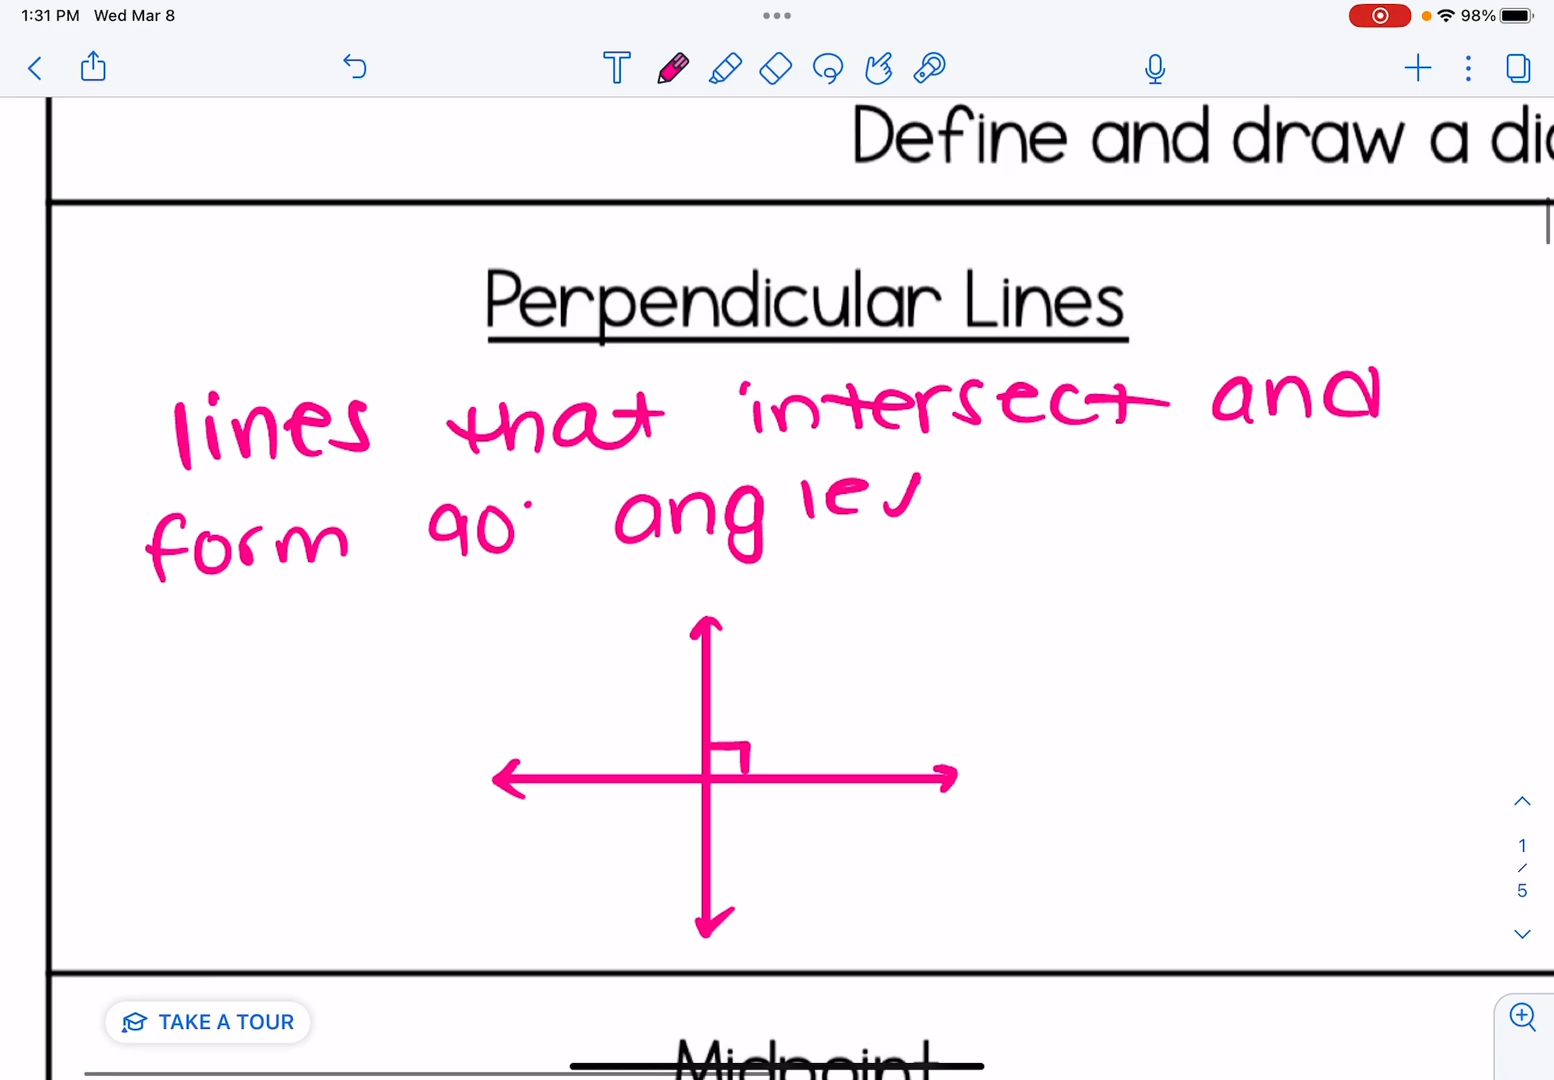 1:31 PM Wed Mar 8
98%
Define and draw a di
Perpendicular Lines
lines that intersect and
form 90° angles
1
/
5
TAKE A TOUR
Midpoint